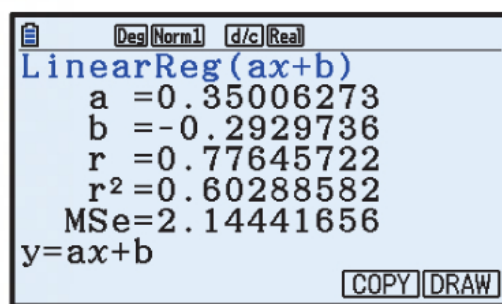 Deg Norm1 d/c Real
LinearReg(ax+b)
a =0.35006273
b =-0.2929736
r =0.77645722
r²=0.60288582
MSe=2.14441656
y=ax+b
COPY DRAW